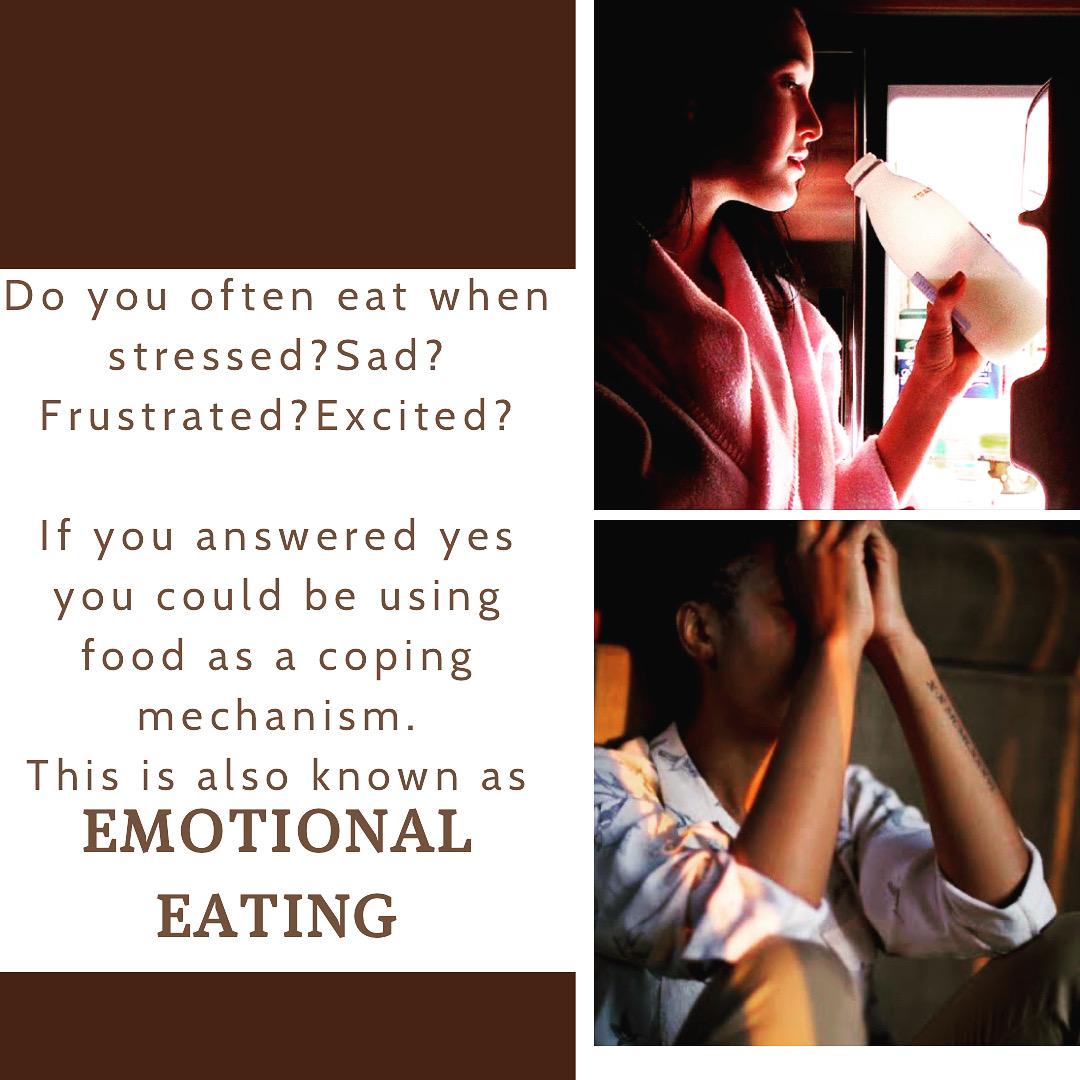 Do you often eat when
stressed?Sad?
Frustrated?Excited?
If you answered yes
you could be using
food as a coping
mechanism.
This is also known as
EMOTIONAL
EATING